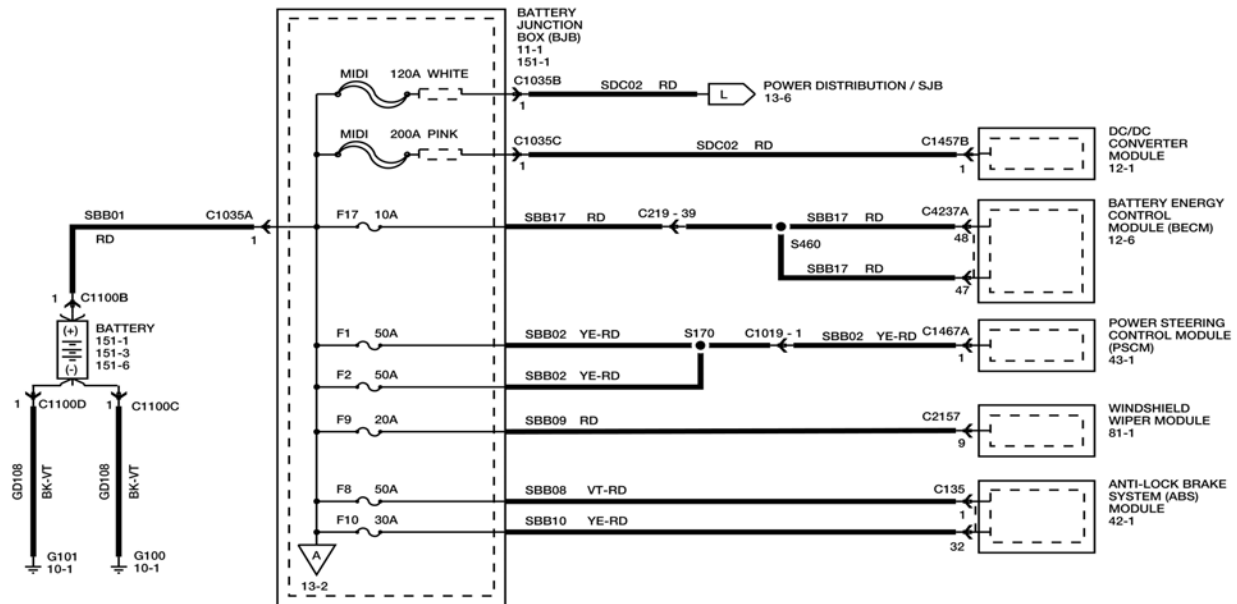 BATTERY
JUNCTION
BOX (BJB)
11-1
151-1
MIDI 120A WHITE
C1035B
1
SDC02 RD
L
POWER DISTRIBUTION / SJB
13-6
MIDI 200A PINK
C1035C
1
SDC02 RD
C1457B
1
DC/DC
CONVERTER
MODULE
12-1
SBB01
RD
C1035A
1
F17 10A
SBB17 RD
C219 - 39
S460
SBB17 RD
C4237A
48
SBB17 RD
47
BATTERY ENERGY
CONTROL
MODULE (BECM)
12-6
1 C1100B
(+)
(-)
BATTERY
151-1
151-3
151-6
F1 50A
SBB02 YE-RD
S170
C1019 - 1
SBB02 YE-RD
C1467A
1
POWER STEERING
CONTROL MODULE
(PSCM)
43-1
F2 50A
SBB02 YE-RD
1 C1100D
1 C1100C
F9 20A
SBB09 RD
C2157
9
WINDSHIELD
WIPER MODULE
81-1
GD108
BK-VT
GD108
BK-VT
F8 50A
SBB08 VT-RD
C135
1
ANTI-LOCK BRAKE
SYSTEM (ABS)
MODULE
42-1
F10 30A
SBB10 YE-RD
32
G101
10-1
G100
10-1
A
13-2